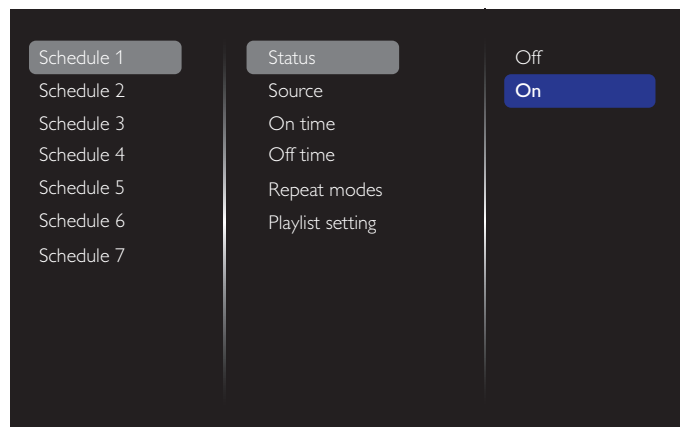 Schedule 1
Schedule 2
Schedule 3
Schedule 4
Schedule 5
Schedule 6
Schedule 7
Status
Source
On time
Off time
Repeat modes
Playlist setting
Off
On